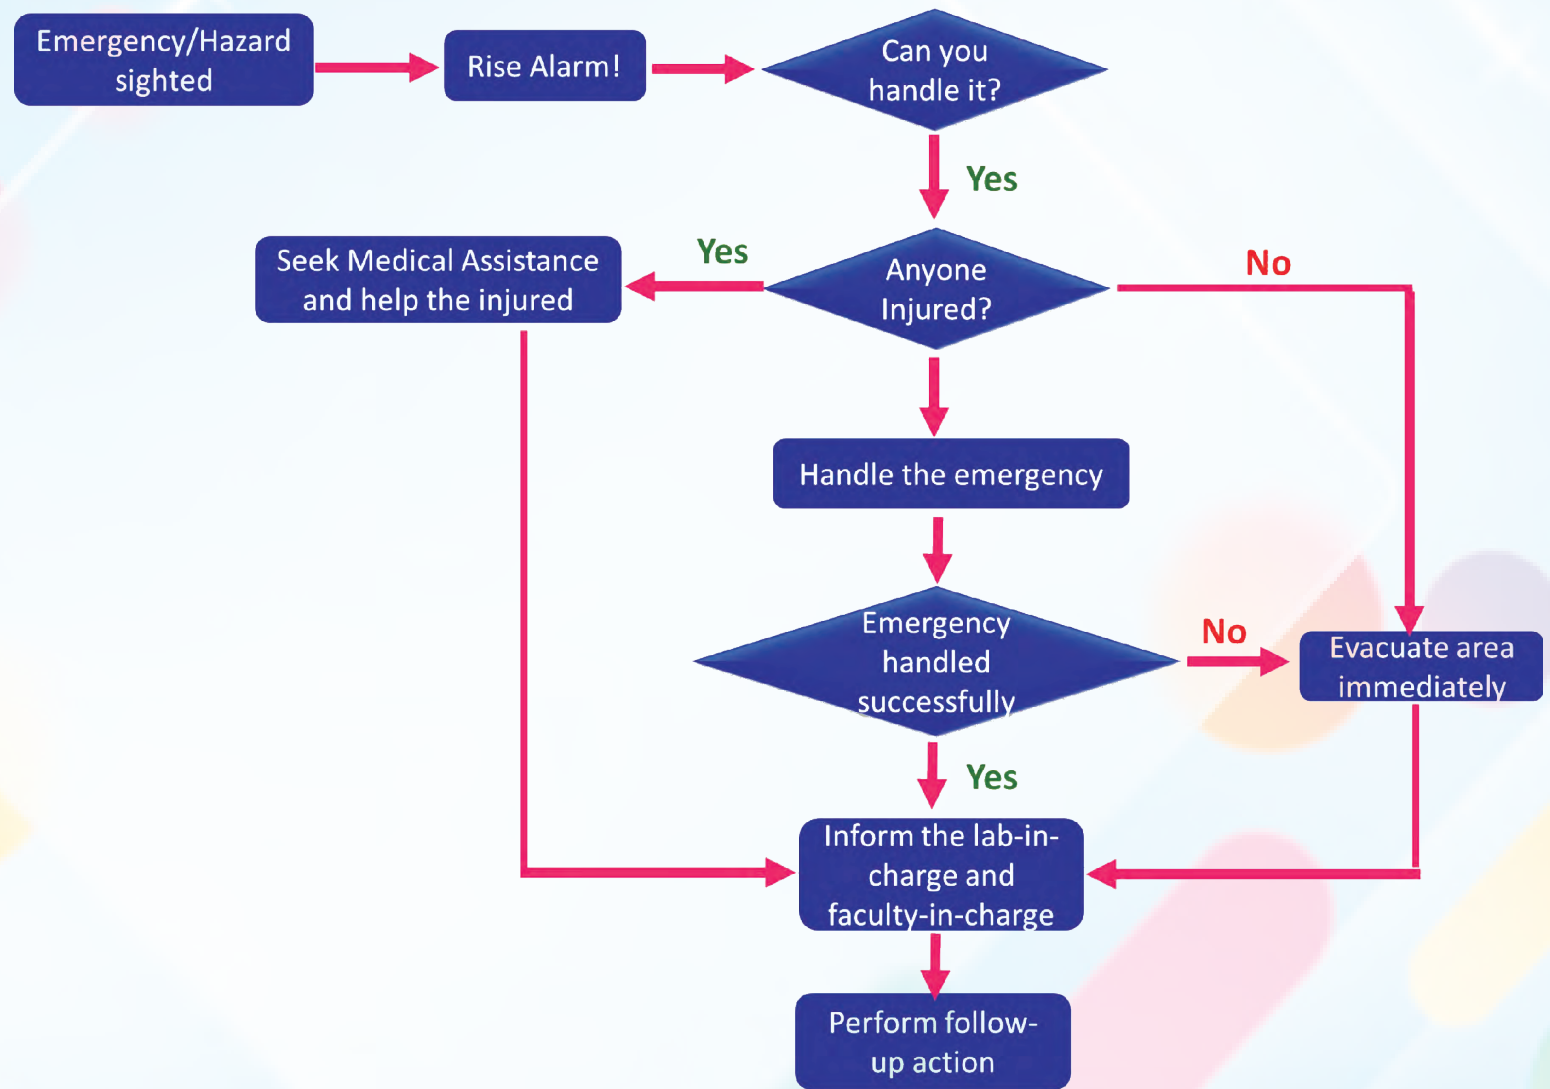 Emergency/Hazard
sighted
Rise Alarm!
Can you
handle it?
Yes
Seek Medical Assistance
and help the injured
Yes
Anyone
Injured?
No
Handle the emergency
Emergency
handled
successfully
No
Evacuate area
immediately
Yes
Inform the lab-in-
charge and
faculty-in-charge
Perform follow-
up action